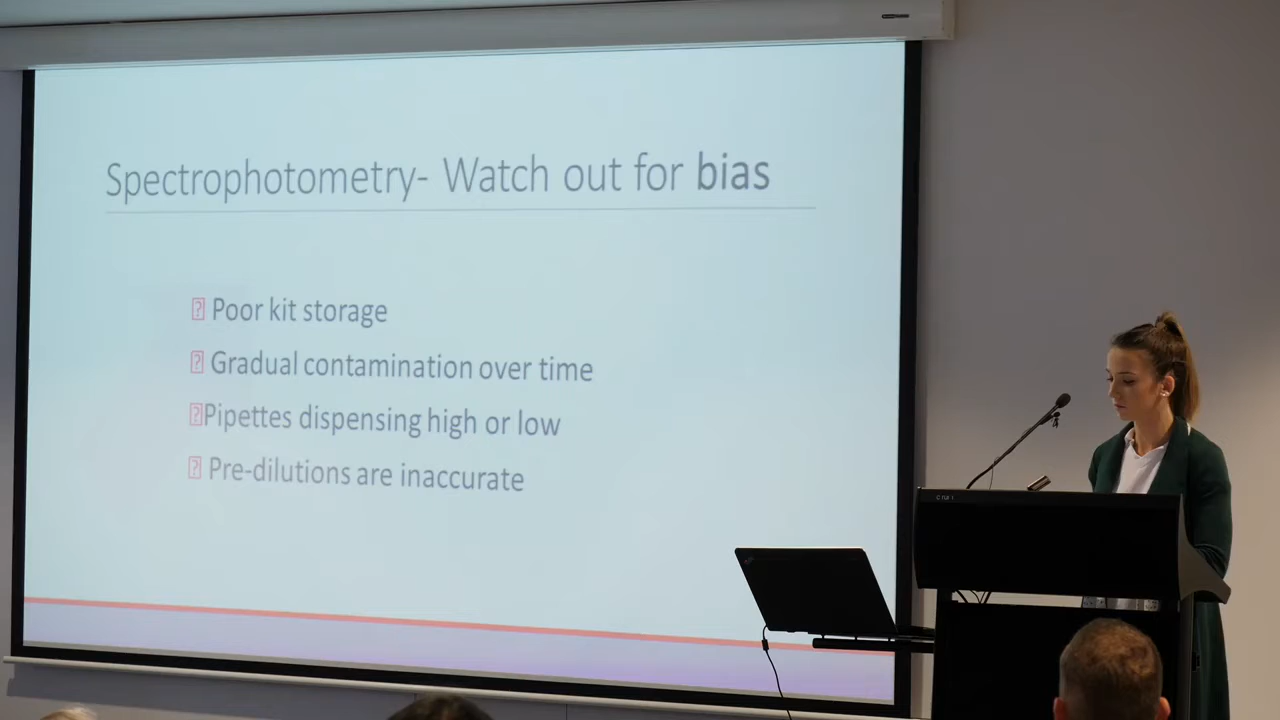 Spectrophotometry- Watch out for bias
Poor kit storage
Gradual contamination over time
Pipettes dispensing high or low
Pre-dilutions are inaccurate